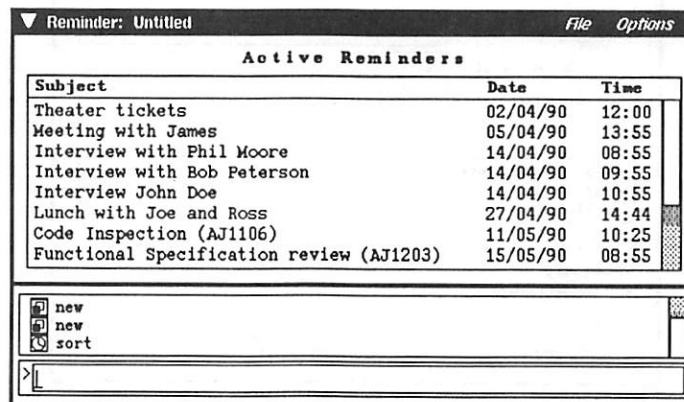 Reminder: Untitled File Options
Active Reminders
Subject Date Time
Theater tickets 02/04/90 12:00
Meeting with James 05/04/90 13:55
Interview with Phil Moore 14/04/90 08:55
Interview with Bob Peterson 14/04/90 09:55
Interview John Doe 14/04/90 10:55
Lunch with Joe and Ross 27/04/90 14:44
Code Inspection (AJ1106) 11/05/90 10:25
Functional Specification review (AJ1203) 15/05/90 08:55
new
new
sort
>